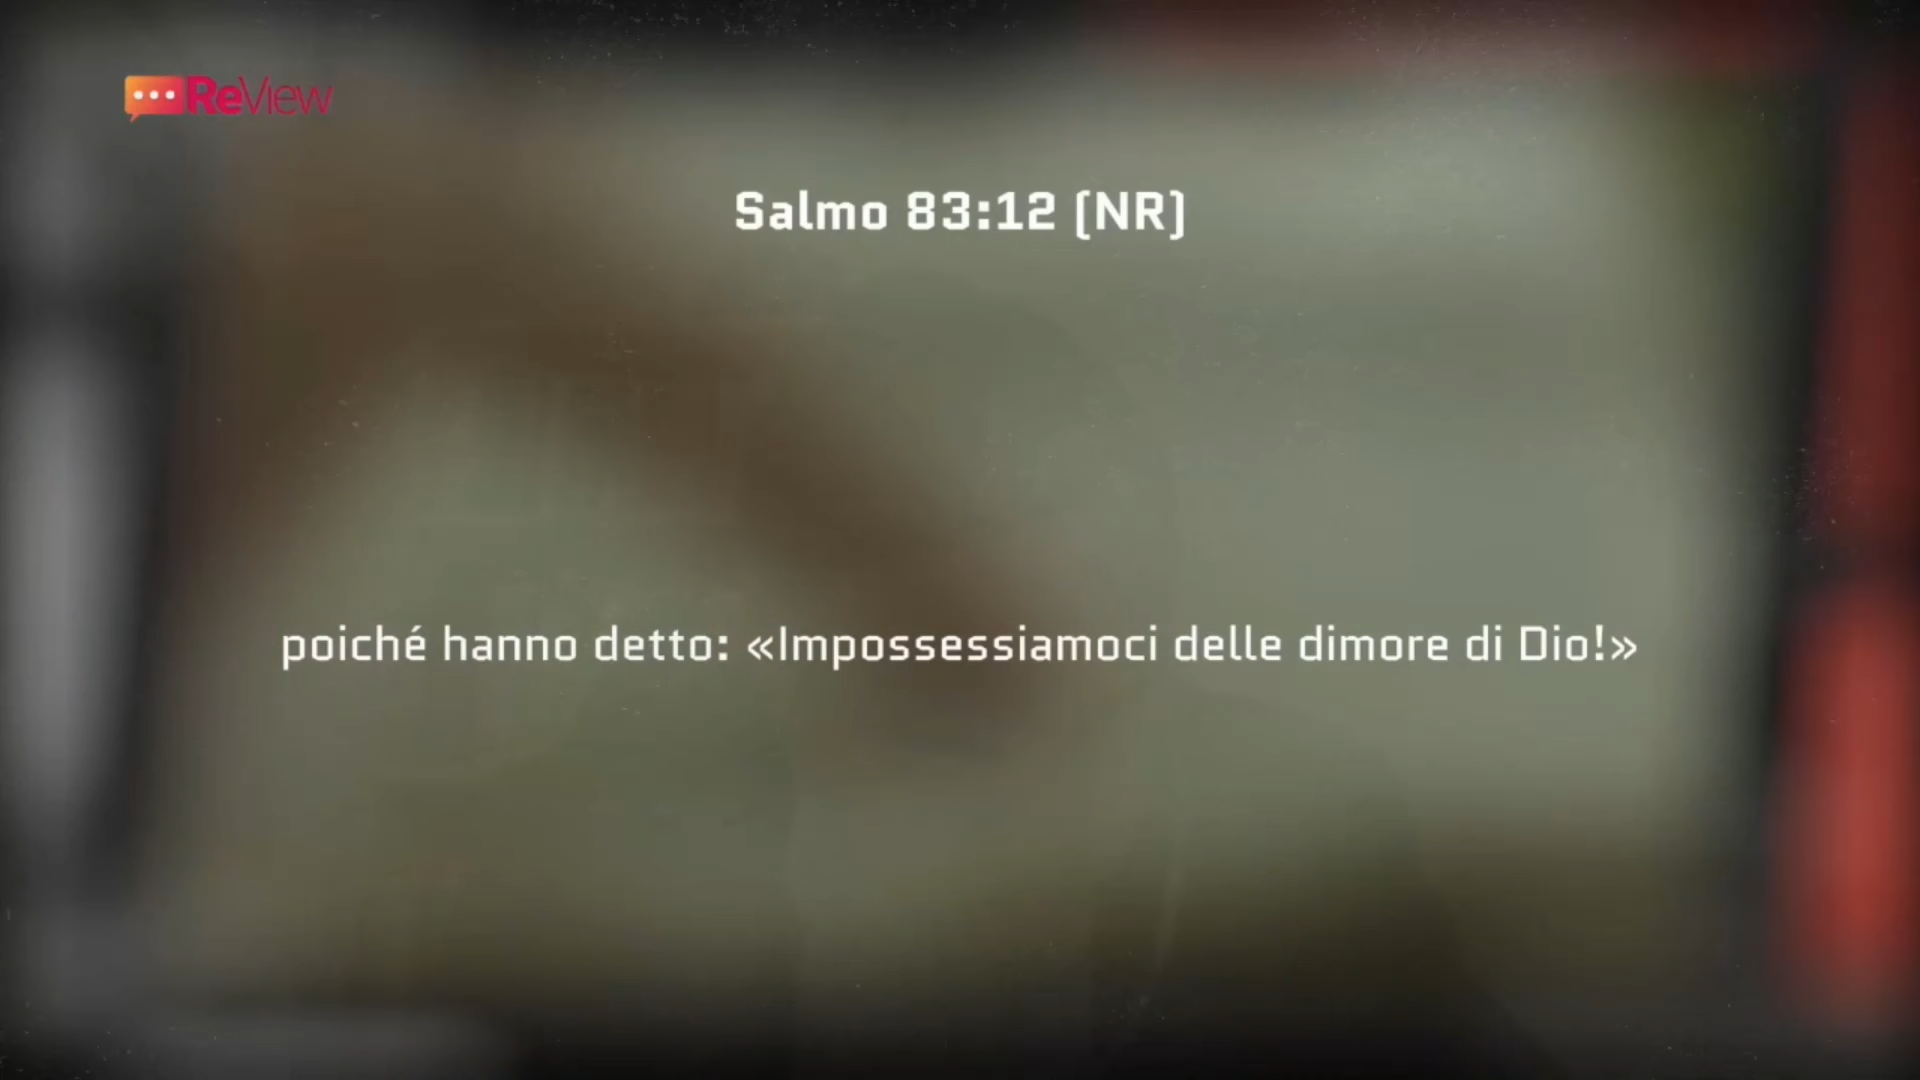 ReView
Salmo 83:12 (NR)
poiché hanno detto: «Impossessiamoci delle dimore di Dio!»